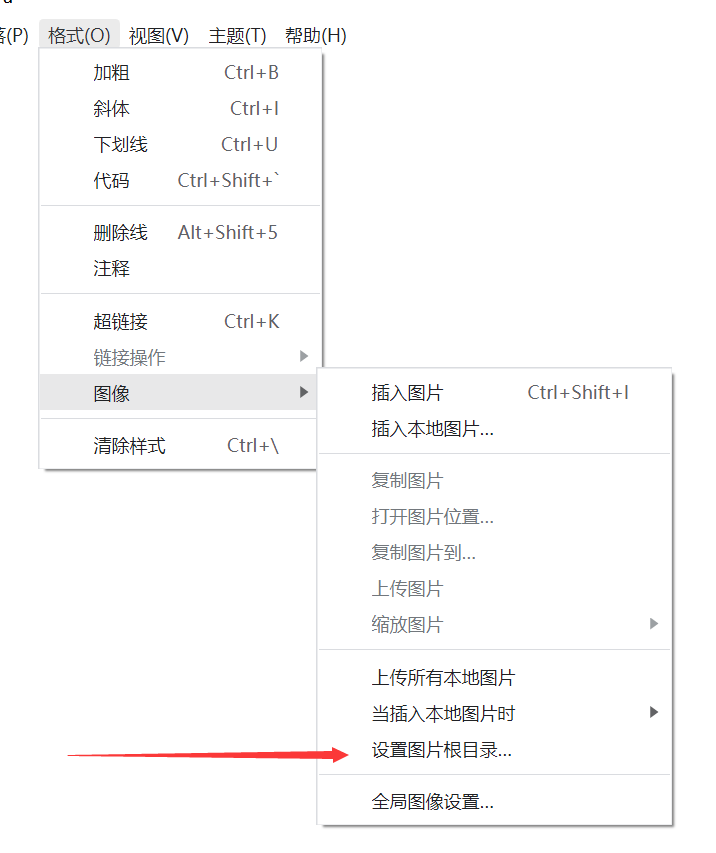 落(P) 格式(O) 视图(V) 主题(T) 帮助(H)
加粗 Ctrl+B
斜体 Ctrl+I
下划线 Ctrl+U
代码 Ctrl+Shift+`
删除线 Alt+Shift+5
注释
超链接 Ctrl+K
链接操作
图像
清除样式 Ctrl+\
插入图片 Ctrl+Shift+I
插入本地图片...
复制图片
打开图片位置...
复制图片到...
上传图片
缩放图片
上传所有本地图片
当插入本地图片时
设置图片根目录...
全局图像设置...